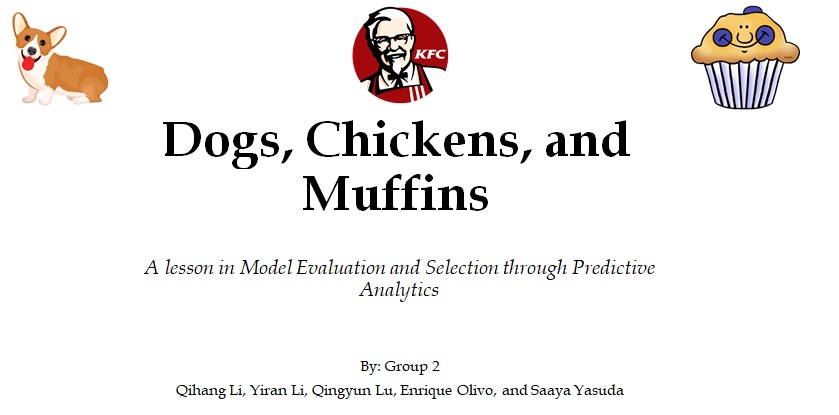 KFC
Dogs, Chickens, and
Muffins
A lesson in Model Evaluation and Selection through Predictive
Analytics
By: Group 2
Qihang Li, Yiran Li, Qingyun Lu, Enrique Olivo, and Saaya Yasuda